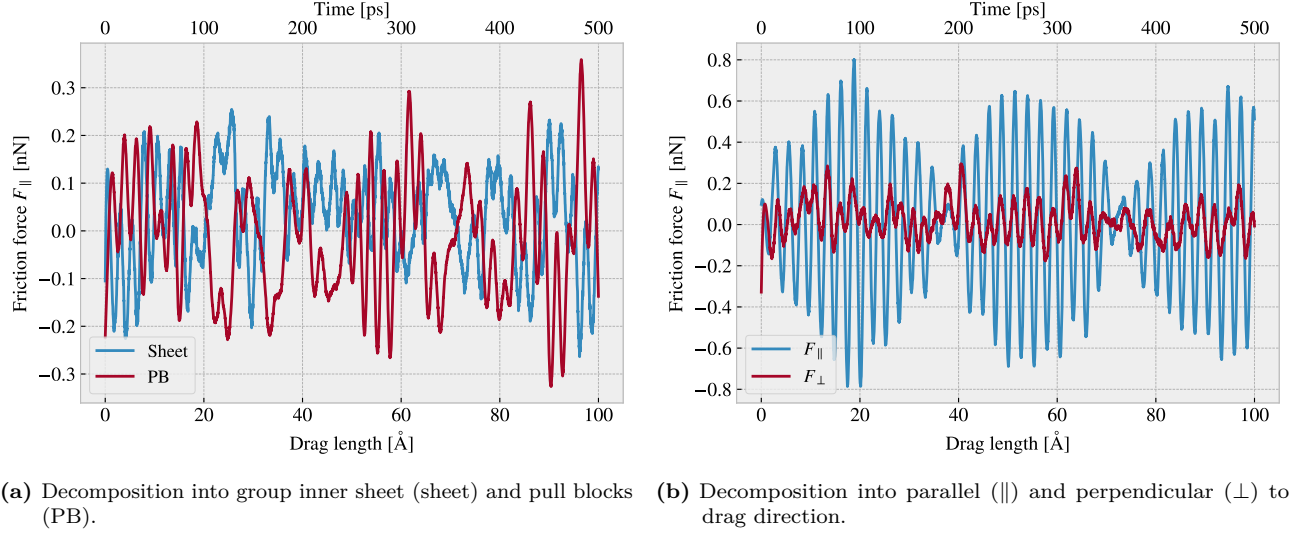 Time [ps]
0 100 200 300 400 500
Friction force F∥ [nN]
0.3
0.2
0.1
0.0
−0.1
−0.2
−0.3
Sheet
PB
0 20 40 60 80 100
Drag length [Å]
(a) Decomposition into group inner sheet (sheet) and pull blocks
(PB).
Time [ps]
0 100 200 300 400 500
Friction force F∥ [nN]
0.8
0.6
0.4
0.2
0.0
−0.2
−0.4
−0.6
−0.8
F∥
F⊥
0 20 40 60 80 100
Drag length [Å]
(b) Decomposition into parallel (∥) and perpendicular (⊥) to
drag direction.